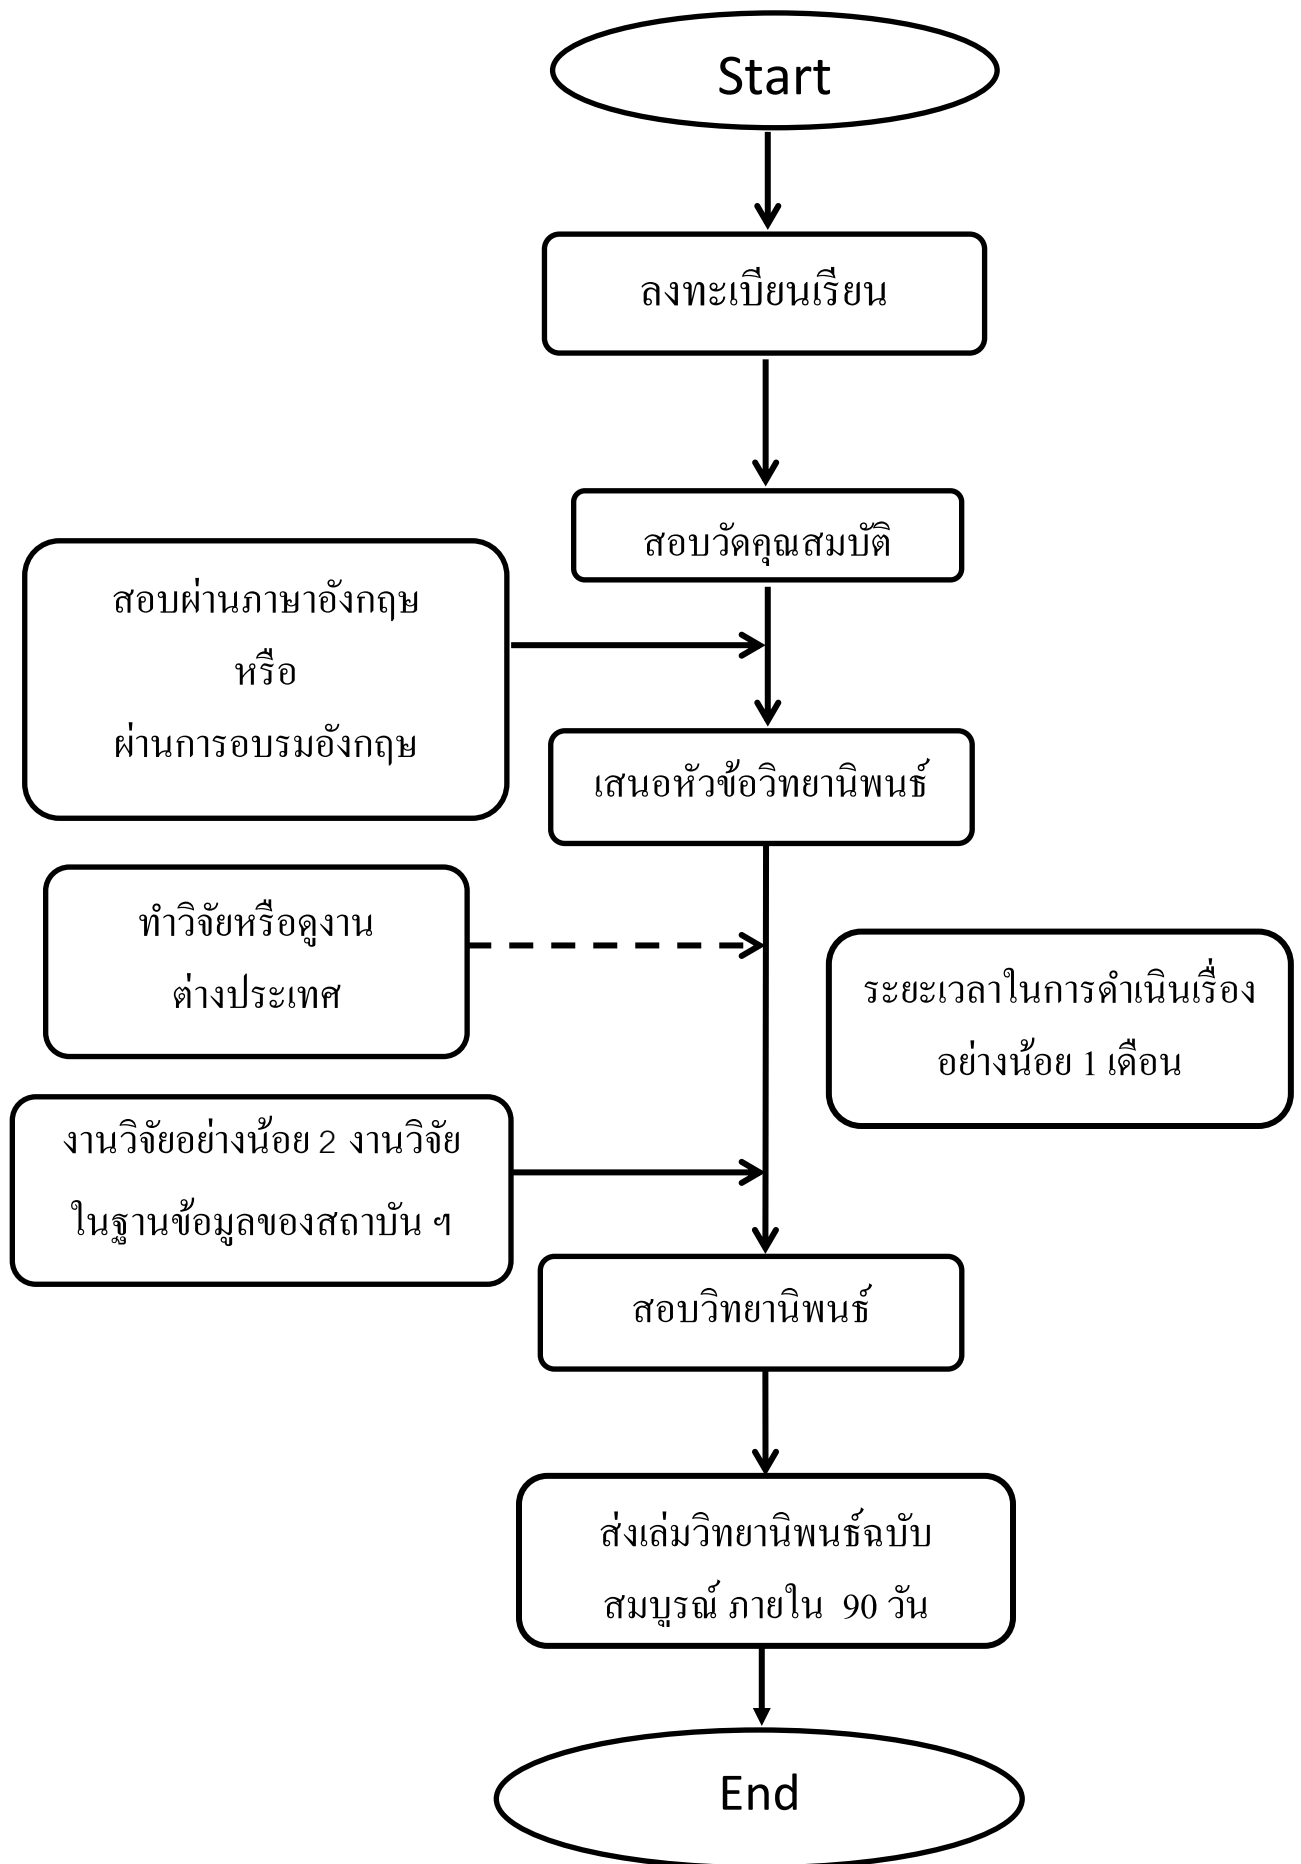 Start
ลงทะเบียนเรียน
สอบวัดคุณสมบัติ
สอบผ่านภาษาอังกฤษ
หรือ
ผ่านการอบรมอังกฤษ
เสนอหัวข้อวิทยานิพนธ์
ทำวิจัยหรือดูงาน
ต่างประเทศ
ระยะเวลาในการดำเนินเรื่อง
อย่างน้อย 1 เดือน
งานวิจัยอย่างน้อย 2 งานวิจัย
ในฐานข้อมูลของสถาบัน ฯ
สอบวิทยานิพนธ์
ส่งเล่มวิทยานิพนธ์ฉบับ
สมบูรณ์ ภายใน 90 วัน
End